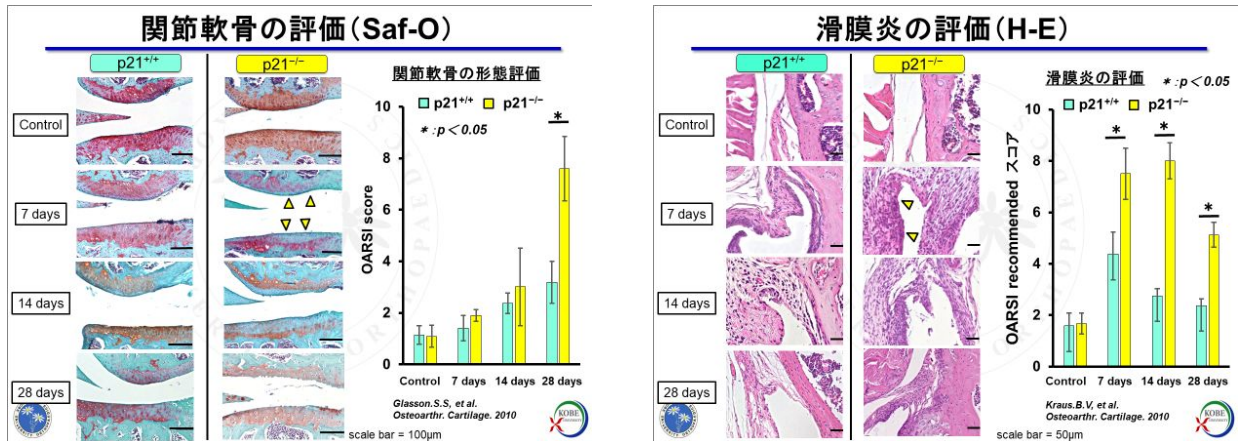 関節軟骨の評価（Saf-O）
p21+/+
p21−/−
Control
7 days
14 days
28 days
関節軟骨の形態評価
p21+/+ p21−/−
＊:p＜0.05
＊
OARSI score
10
8
6
4
2
0
Control 7 days 14 days 28 days
Glasson.S.S, et al.
Osteoarthr. Cartilage. 2010
scale bar = 100μm
KOBE
滑膜炎の評価（H-E）
p21+/+
p21−/−
Control
7 days
14 days
28 days
滑膜炎の評価 ＊:p＜0.05
p21+/+ p21−/−
＊ ＊ ＊
OARSI recommended スコア
10
8
6
4
2
0
Control 7 days 14 days 28 days
Kraus.B.V, et al.
Osteoarthr. Cartilage. 2010
scale bar = 50μm
KOBE